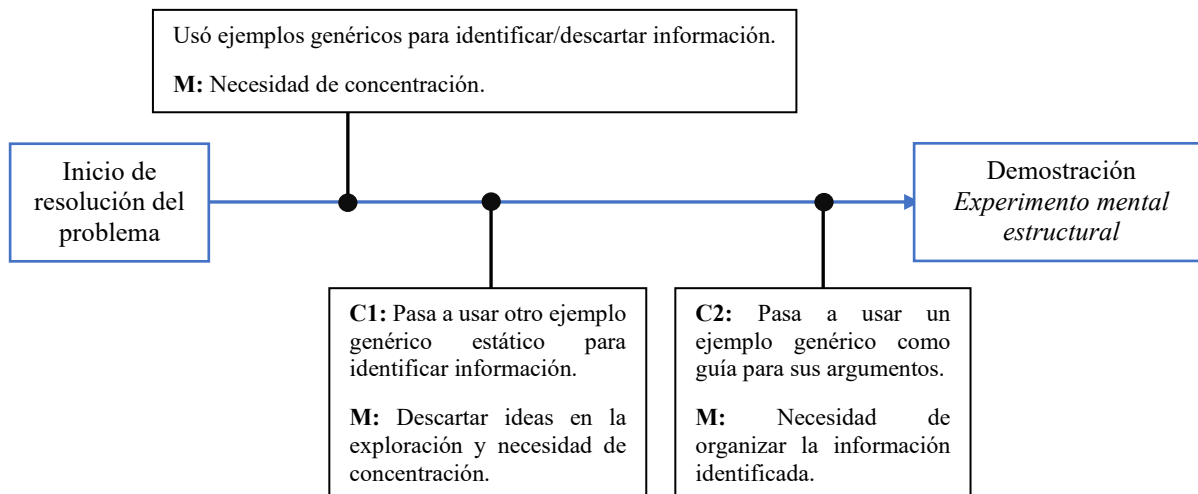 Usó ejemplos genéricos para identificar/descartar información.
M: Necesidad de concentración.
Inicio de
resolución del
problema
Demostración
Experimento mental
estructural
C1: Pasa a usar otro ejemplo
genérico estático para
identificar información.
M: Descartar ideas en la
exploración y necesidad de
concentración.
C2: Pasa a usar un
ejemplo genérico como
guía para sus argumentos.
M: Necesidad de
organizar la información
identificada.